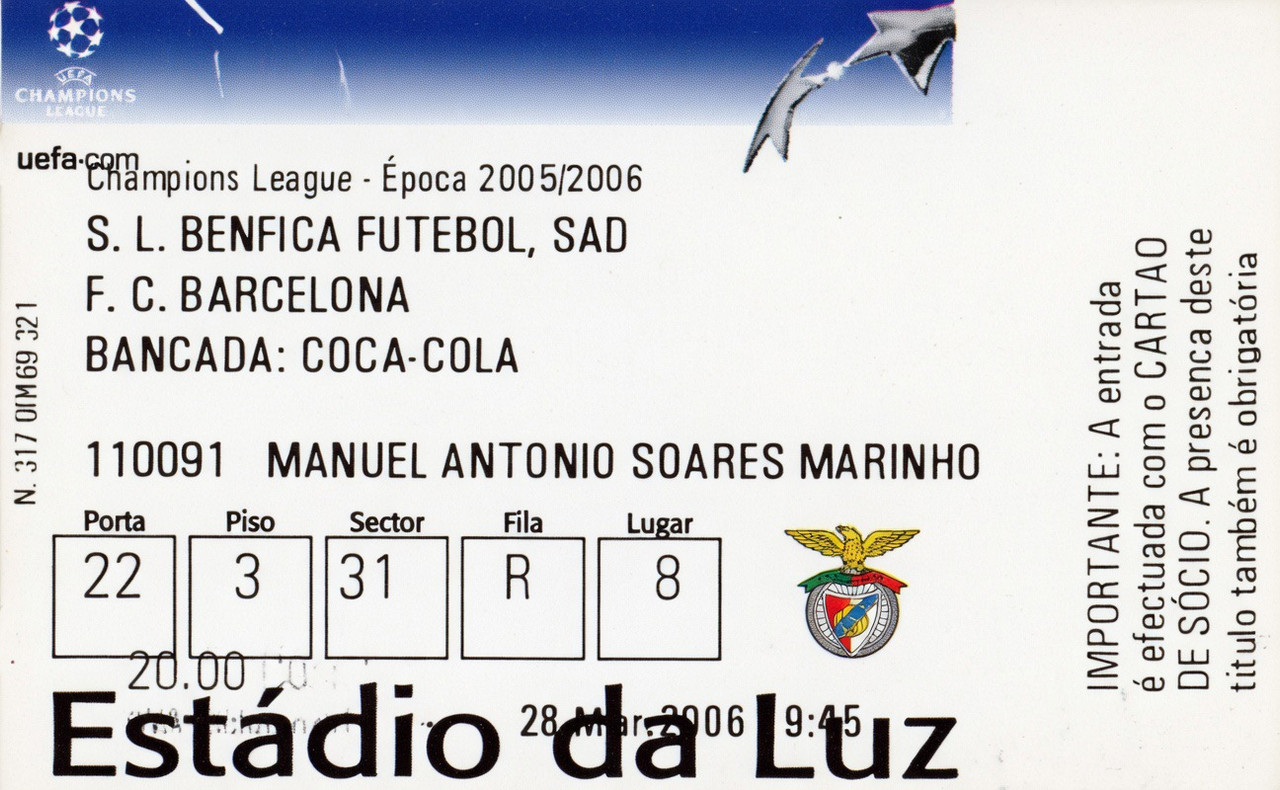 UEFA
CHAMPIONS
LEAGUE
uefa.com
Champions League - Época 2005/2006
S. L. BENFICA FUTEBOL, SAD
F. C. BARCELONA
BANCADA: COCA-COLA
110091 MANUEL ANTONIO SOARES MARINHO
Porta Piso Sector Fila Lugar
22 3 31 R 8
20.00
28 Mar. 2006 9:45
Estádio da Luz
N. 317 0IM69 321
IMPORTANTE: A entrada
é efectuada com o CARTAO
DE SÓCIO. A presenca deste
titulo também é obrigatória